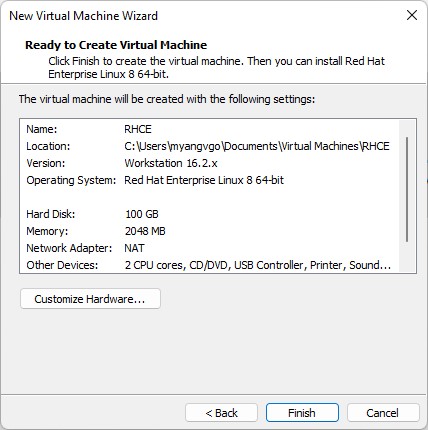 New Virtual Machine Wizard
Ready to Create Virtual Machine
Click Finish to create the virtual machine. Then you can install Red Hat
Enterprise Linux 8 64-bit.
The virtual machine will be created with the following settings:
Name: RHCE
Location: C:\Users\myangvgo\Documents\Virtual Machines\RHCE
Version: Workstation 16.2.x
Operating System: Red Hat Enterprise Linux 8 64-bit
Hard Disk: 100 GB
Memory: 2048 MB
Network Adapter: NAT
Other Devices: 2 CPU cores, CD/DVD, USB Controller, Printer, Sound...
Customize Hardware...
< Back Finish Cancel